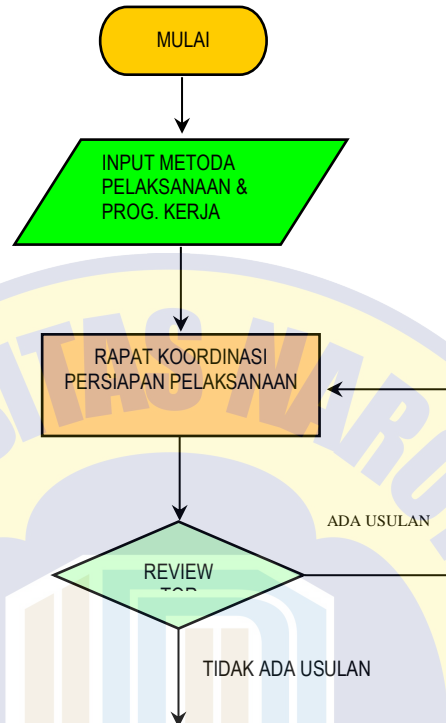 MULAI
INPUT METODA
PELAKSANAAN &
PROG. KERJA
RAPAT KOORDINASI
PERSIAPAN PELAKSANAAN
ADA USULAN
REVIEW
TIDAK ADA USULAN